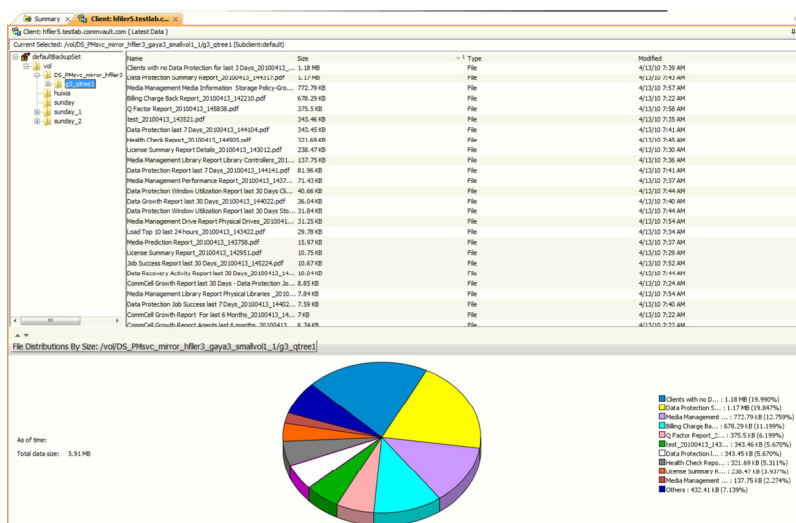 Summary
Client: hfiler5.testlab.c...
Client: hfiler5.testlab.commvault.com ( Latest Data )
Current Selected: /vol/DS_PMsvc_mirror_hfiler3_gaya3_smallvol1_1/g3_qtree1 (Subclient:default)
defaultBackupSet
vol
DS_PMsvc_mirror_hfiler3
g3_qtree1
huixia
sunday
sunday_1
sunday_2
Name Size 1 Type Modified
Clients with no Data Protection for last 3 Days_20100413_... 1.18 MB File 4/13/10 7:39 AM
Data Protection Summary Report_20100413_144317.pdf 1.17 MB File 4/13/10 7:43 AM
Media Management Media Information Storage Policy-Gro... 772.79 KB File 4/13/10 7:57 AM
Billing Charge Back Report_20100413_142210.pdf 678.29 KB File 4/13/10 7:22 AM
Q Factor Report_20100413_145838.pdf 375.5 KB File 4/13/10 7:58 AM
test_20100413_143521.pdf 343.46 KB File 4/13/10 7:35 AM
Data Protection last 7 Days_20100413_144104.pdf 343.45 KB File 4/13/10 7:41 AM
Health Check Report_20100413_144505.pdf 321.69 KB File 4/13/10 7:45 AM
License Summary Report Details_20100413_143012.pdf 238.47 KB File 4/13/10 7:30 AM
Media Management Library Report Library Controllers_201... 137.75 KB File 4/13/10 7:36 AM
Data Protection Report last 7 Days_20100413_144141.pdf 81.96 KB File 4/13/10 7:41 AM
Media Management Performance Report_20100413_1437... 71.43 KB File 4/13/10 7:37 AM
Data Protection Window Utilization Report last 30 Days Cli... 40.66 KB File 4/13/10 7:44 AM
Data Growth Report last 30 Days_20100413_144022.pdf 36.04 KB File 4/13/10 7:40 AM
Data Protection Window Utilization Report last 30 Days Sto... 31.84 KB File 4/13/10 7:44 AM
Media Management Drive Report Physical Drives_2010041... 31.25 KB File 4/13/10 7:54 AM
Load Top 10 last 24 hours_20100413_143422.pdf 29.78 KB File 4/13/10 7:34 AM
Media Prediction Report_20100413_143758.pdf 15.97 KB File 4/13/10 7:37 AM
License Summary Report_20100413_142951.pdf 10.75 KB File 4/13/10 7:29 AM
Job Success Report last 30 Days_20100413_145224.pdf 10.67 KB File 4/13/10 7:52 AM
Data Recovery Activity Report last 30 Days_20100413_14... 10.04 KB File 4/13/10 7:44 AM
CommCell Growth Report last 30 Days - Data Protection Jo... 8.85 KB File 4/13/10 7:24 AM
Media Management Library Report Physical Libraries _2010... 7.84 KB File 4/13/10 7:54 AM
Data Protection Job Success last 7 Days_20100413_14402... 7.59 KB File 4/13/10 7:40 AM
CommCell Growth Report For last 6 Months_20100413_14... 7 KB File 4/13/10 7:22 AM
CommCell Growth Report Agents last 6 months_20100413_... 6.74 KB File 4/13/10 7:22 AM
File Distributions By Size: /vol/DS_PMsvc_mirror_hfiler3_gaya3_smallvol1_1/g3_qtree1
As of time:
Total data size: 5.91 MB
Clients with no D... : 1.18 MB (19.990%)
Data Protection S... : 1.17 MB (19.847%)
Media Management ... : 772.79 KB (12.759%)
Billing Charge Ba... : 678.29 KB (11.199%)
Q Factor Report_2... : 375.5 KB (6.199%)
test_20100413_143... : 343.46 KB (5.670%)
Data Protection l... : 343.45 KB (5.670%)
Health Check Repo... : 321.69 KB (5.311%)
License Summary R... : 238.47 KB (3.937%)
Media Management ... : 137.75 KB (2.274%)
Others : 432.41 KB (7.139%)